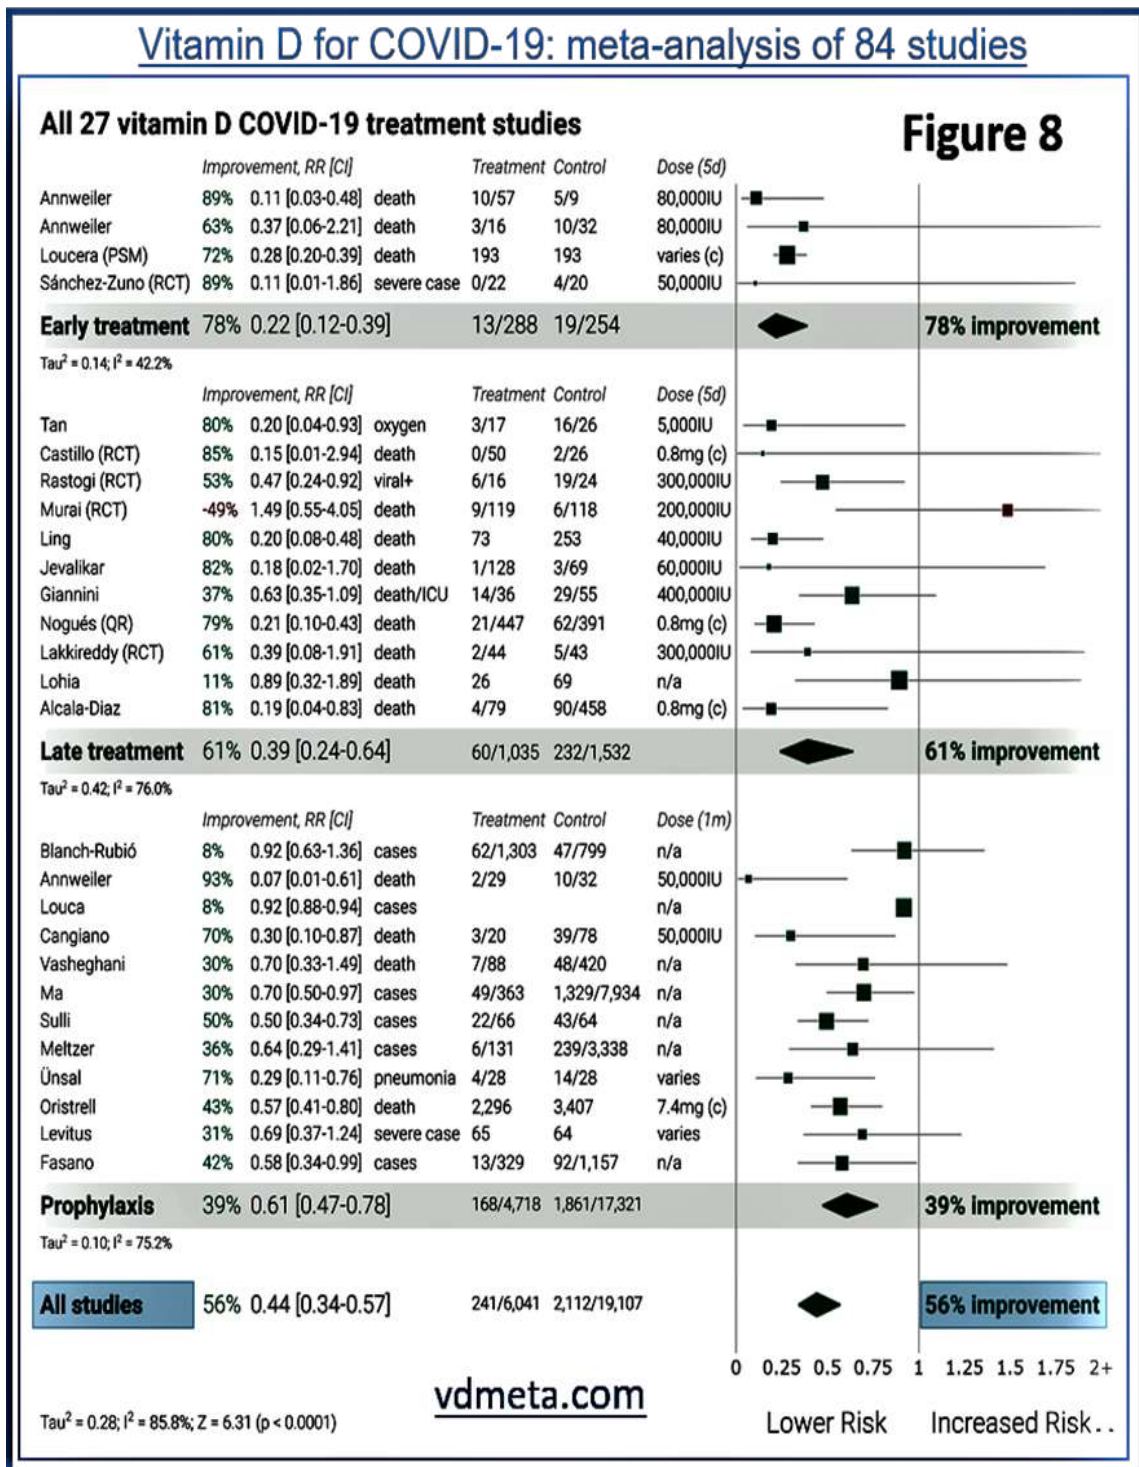 Vitamin D for COVID-19: meta-analysis of 84 studies
All 27 vitamin D COVID-19 treatment studies
Figure 8
Improvement, RR [CI] Treatment Control Dose (5d)
Annweiler 89% 0.11 [0.03-0.48] death 10/57 5/9 80,000IU
Annweiler 63% 0.37 [0.06-2.21] death 3/16 10/32 80,000IU
Loucera (PSM) 72% 0.28 [0.20-0.39] death 193 193 varies (c)
Sánchez-Zuno (RCT) 89% 0.11 [0.01-1.86] severe case 0/22 4/20 50,000IU
Early treatment 78% 0.22 [0.12-0.39] 13/288 19/254 78% improvement
Tau² = 0.14; I² = 42.2%
Improvement, RR [CI] Treatment Control Dose (5d)
Tan 80% 0.20 [0.04-0.93] oxygen 3/17 16/26 5,000IU
Castillo (RCT) 85% 0.15 [0.01-2.94] death 0/50 2/26 0.8mg (c)
Rastogi (RCT) 53% 0.47 [0.24-0.92] viral+ 6/16 19/24 300,000IU
Murai (RCT) -49% 1.49 [0.55-4.05] death 9/119 6/118 200,000IU
Ling 80% 0.20 [0.08-0.48] death 73 253 40,000IU
Jevalikar 82% 0.18 [0.02-1.70] death 1/128 3/69 60,000IU
Giannini 37% 0.63 [0.35-1.09] death/ICU 14/36 29/55 400,000IU
Nogués (QR) 79% 0.21 [0.10-0.43] death 21/447 62/391 0.8mg (c)
Lakkireddy (RCT) 61% 0.39 [0.08-1.91] death 2/44 5/43 300,000IU
Lohia 11% 0.89 [0.32-1.89] death 26 69 n/a
Alcala-Diaz 81% 0.19 [0.04-0.83] death 4/79 90/458 0.8mg (c)
Late treatment 61% 0.39 [0.24-0.64] 60/1,035 232/1,532 61% improvement
Tau² = 0.42; I² = 76.0%
Improvement, RR [CI] Treatment Control Dose (1m)
Blanch-Rubió 8% 0.92 [0.63-1.36] cases 62/1,303 47/799 n/a
Annweiler 93% 0.07 [0.01-0.61] death 2/29 10/32 50,000IU
Louca 8% 0.92 [0.88-0.94] cases n/a
Cangiano 70% 0.30 [0.10-0.87] death 3/20 39/78 50,000IU
Vasheghani 30% 0.70 [0.33-1.49] death 7/88 48/420 n/a
Ma 30% 0.70 [0.50-0.97] cases 49/363 1,329/7,934 n/a
Sulli 50% 0.50 [0.34-0.73] cases 22/66 43/64 n/a
Meltzer 36% 0.64 [0.29-1.41] cases 6/131 239/3,338 n/a
Ünsal 71% 0.29 [0.11-0.76] pneumonia 4/28 14/28 varies
Oristrell 43% 0.57 [0.41-0.80] death 2,296 3,407 7.4mg (c)
Levitus 31% 0.69 [0.37-1.24] severe case 65 64 varies
Fasano 42% 0.58 [0.34-0.99] cases 13/329 92/1,157 n/a
Prophylaxis 39% 0.61 [0.47-0.78] 168/4,718 1,861/17,321 39% improvement
Tau² = 0.10; I² = 75.2%
All studies 56% 0.44 [0.34-0.57] 241/6,041 2,112/19,107 56% improvement
0 0.25 0.5 0.75 1 1.25 1.5 1.75 2+
vdmeta.com
Tau² = 0.28; I² = 85.8%; Z = 6.31 (p < 0.0001) Lower Risk Increased Risk..